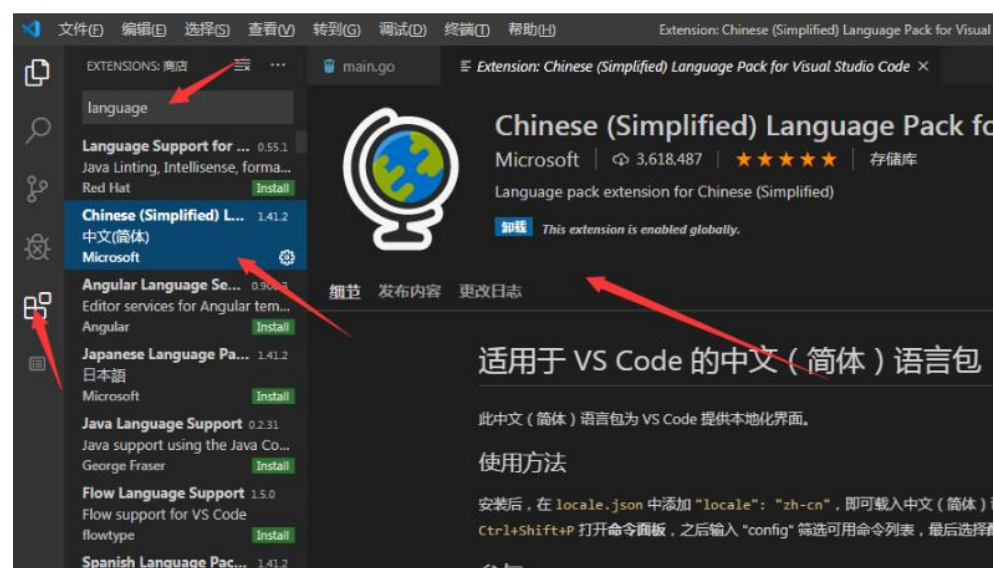 文件(F) 编辑(E) 选择(S) 查看(V) 转到(G) 调试(D) 终端(T) 帮助(H) Extension: Chinese (Simplified) Language Pack for Visual
EXTENSIONS: 商店
main.go
Extension: Chinese (Simplified) Language Pack for Visual Studio Code
language
Language Support for ... 0.55.1
Java Linting, Intellisense, forma...
Red Hat Install
Chinese (Simplified) L... 1.41.2
中文(简体)
Microsoft
Angular Language Se...
Editor services for Angular tem...
Angular Install
Japanese Language Pa... 1.41.2
日本語
Microsoft Install
Java Language Support 0.2.31
Java support using the Java Co...
George Fraser Install
Flow Language Support 1.5.0
Flow support for VS Code
flowtype Install
Spanish Language Pac... 1.41.2
Chinese (Simplified) Language Pack fo
Microsoft 3,618,487 存储库
Language pack extension for Chinese (Simplified)
卸载 This extension is enabled globally.
细节 发布内容 更改日志
适用于 VS Code 的中文（简体）语言包
此中文（简体）语言包为 VS Code 提供本地化界面。
使用方法
安装后，在 locale.json 中添加 "locale": "zh-cn"，即可载入中文（简体）
Ctrl+Shift+P 打开命令面板，之后输入 "config" 筛选可用命令列表，最后选择